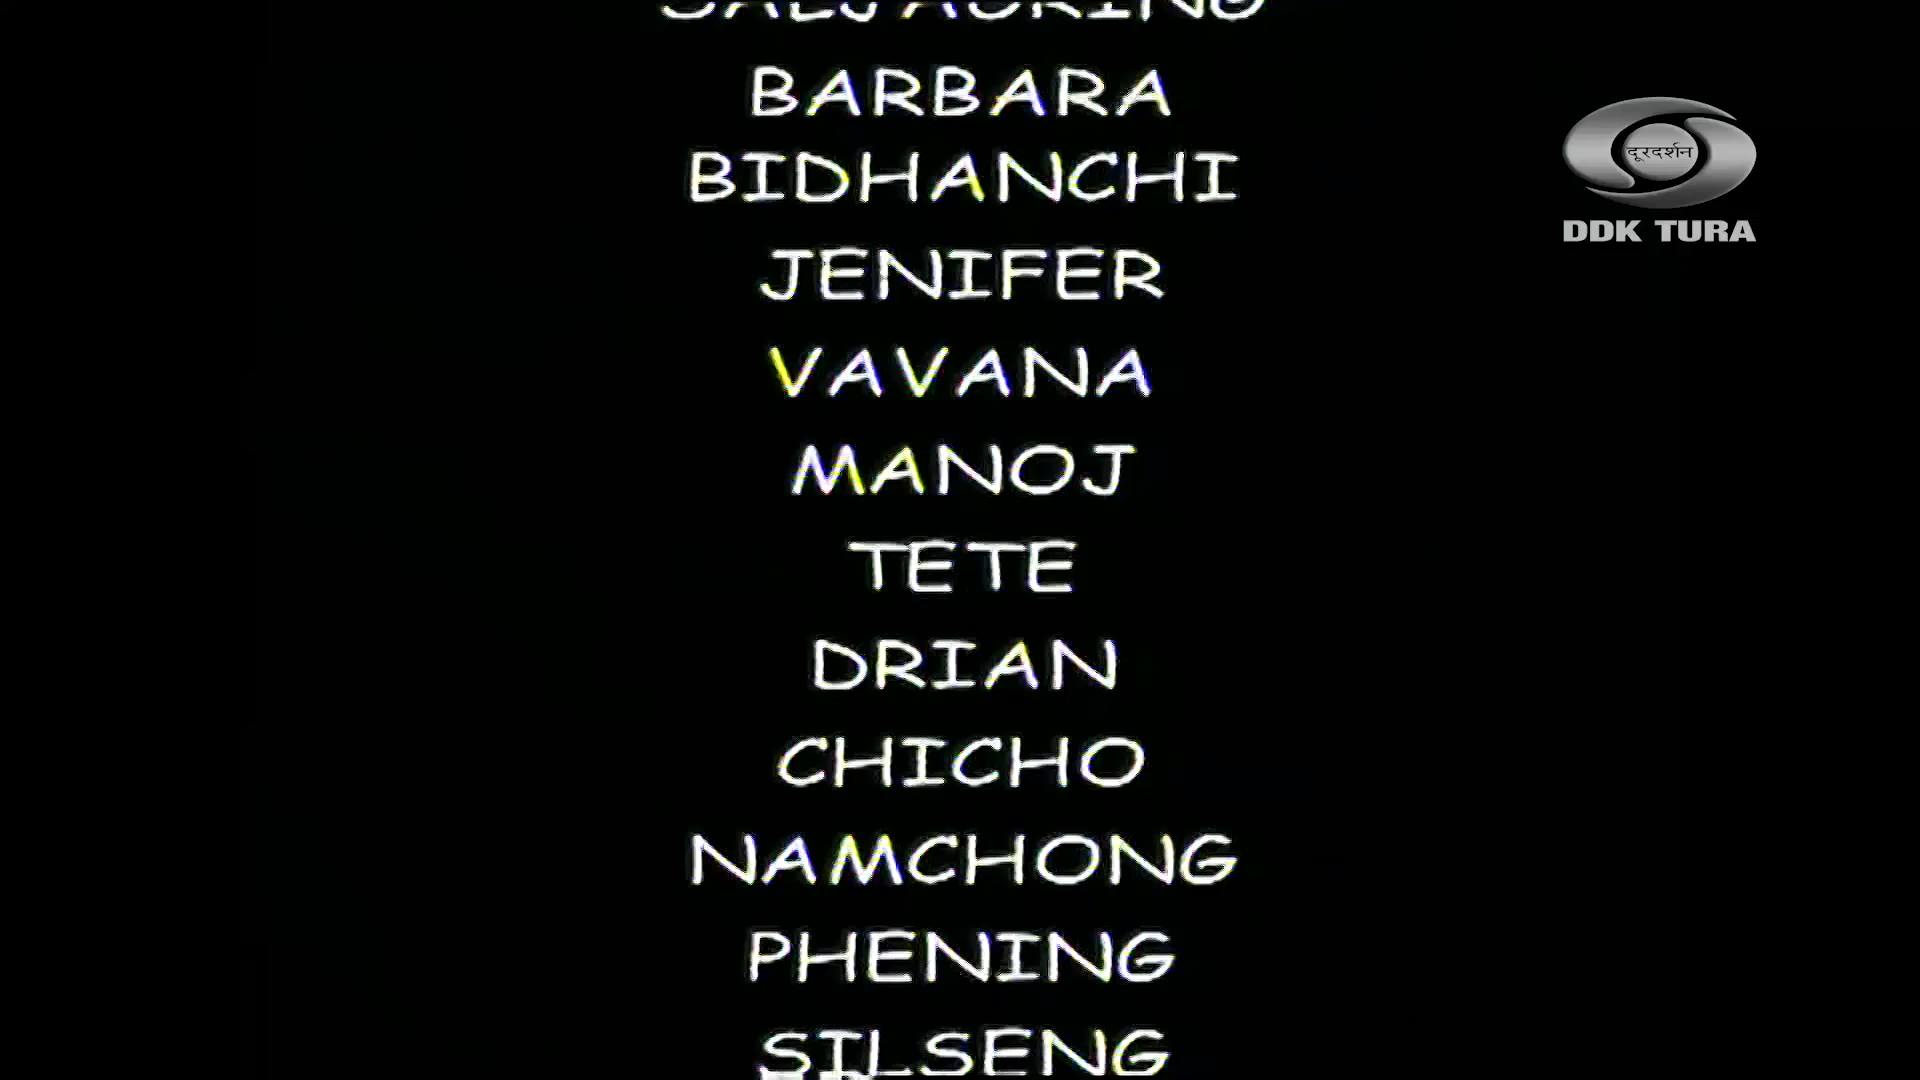 BARBARA
BIDHANCHI
JENIFER
VAVANA
MANOJ
TETE
DRIAN
CHICHO
NAMCHONG
PHENING
SILSENG
दूरदर्शन
DDK TURA